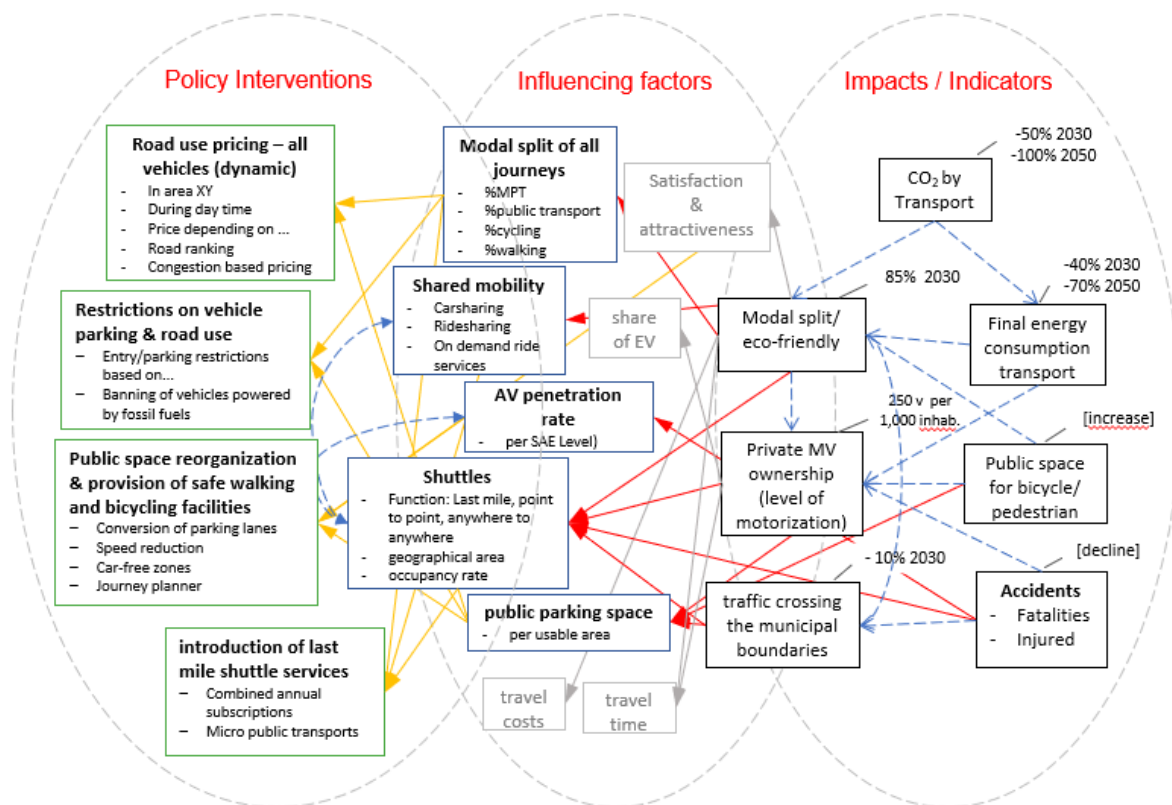 Policy Interventions
Influencing factors
Impacts / Indicators
Road use pricing – all
vehicles (dynamic)
- In area XY
- During day time
- Price depending on ...
- Road ranking
- Congestion based pricing
Restrictions on vehicle
parking & road use
– Entry/parking restrictions
based on...
– Banning of vehicles powered
by fossil fuels
Public space reorganization
& provision of safe walking
and bicycling facilities
– Conversion of parking lanes
– Speed reduction
– Car-free zones
– Journey planner
introduction of last
mile shuttle services
– Combined annual
subscriptions
– Micro public transports
Modal split of all
journeys
- %MPT
- %public transport
- %cycling
- %walking
Shared mobility
- Carsharing
- Ridesharing
- On demand ride
services
AV penetration
rate
- per SAE Level)
Shuttles
- Function: Last mile, point
to point, anywhere to
anywhere
- geographical area
- occupancy rate
public parking space
- per usable area
Satisfaction
&
attractiveness
share
of EV
travel
costs
travel
time
-50% 2030
-100% 2050
CO2 by
Transport
85% 2030
Modal split/
eco-friendly
-40% 2030
-70% 2050
Final energy
consumption
transport
250 v per
1,000 inhab.
Private MV
ownership
(level of
motorization)
[increase]
Public space
for bicycle/
pedestrian
- 10% 2030
traffic crossing
the municipal
boundaries
[decline]
Accidents
- Fatalities
- Injured